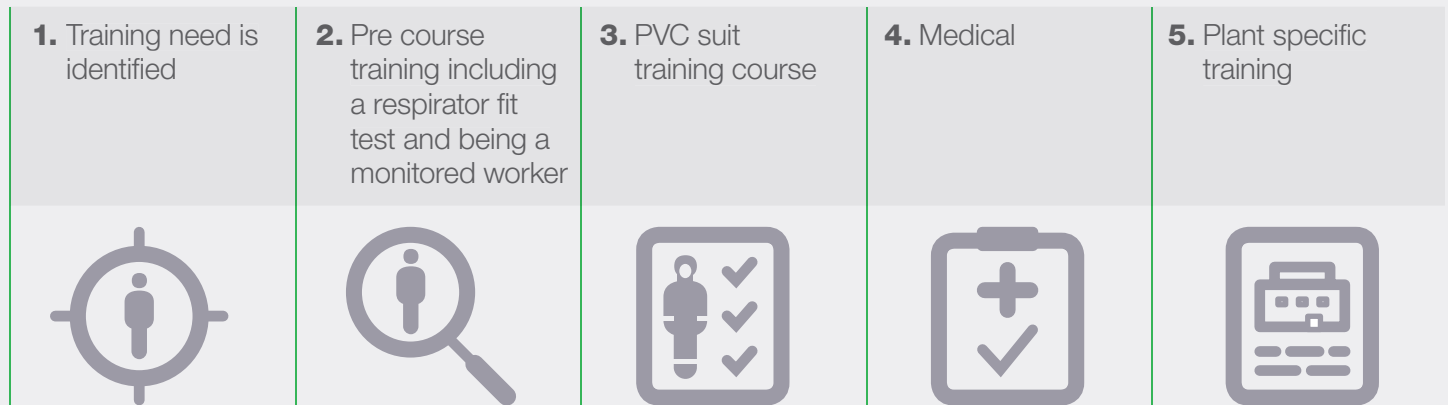 1. Training need is
identified
2. Pre course
training including
a respirator fit
test and being a
monitored worker
3. PVC suit
training course
4. Medical
5. Plant specific
training